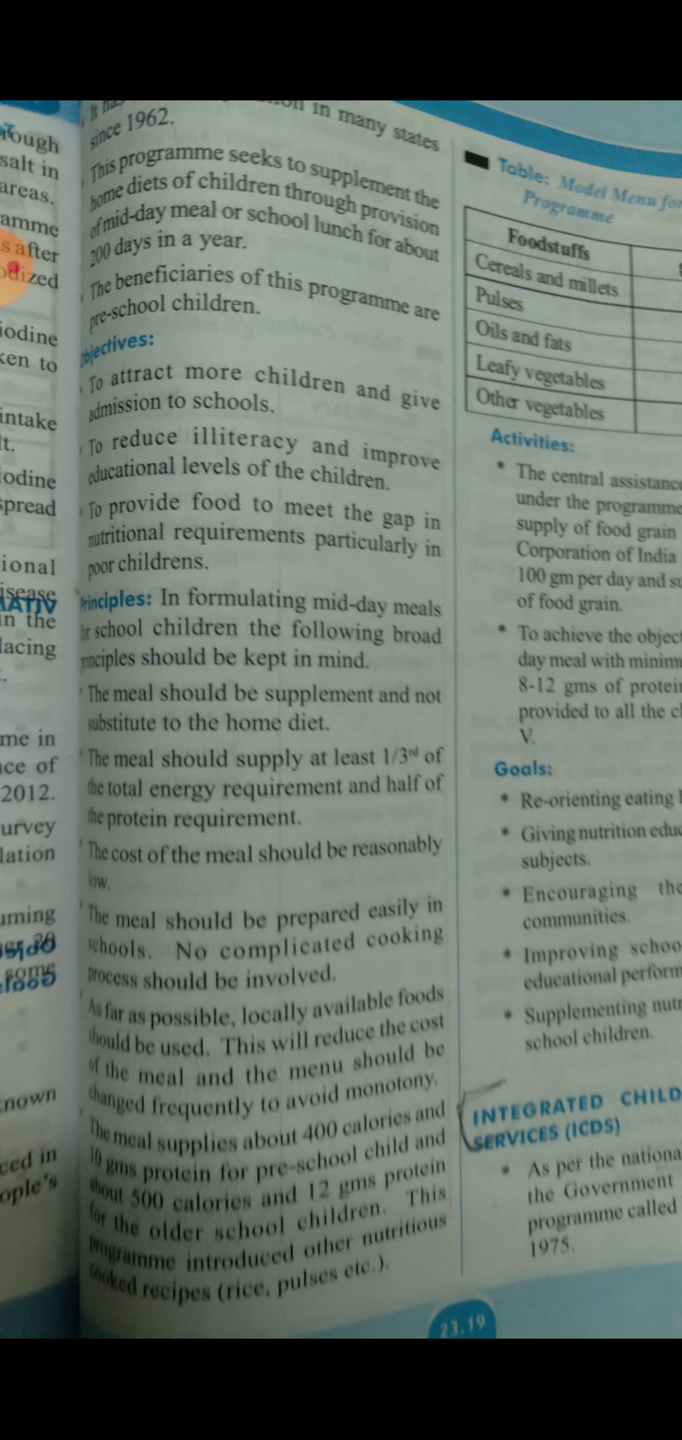 rough
salt in
areas.
amme
s after
odized
iodine
ken to
intake
lt.
iodine
spread
ional
isease
in the
lacing
me in
ce of
2012.
urvey
lation
uming
some
known
ced in
ople's
It has in many states
since 1962.
This programme seeks to supplement the
home diets of children through provision
of mid-day meal or school lunch for about
200 days in a year.
The beneficiaries of this programme are
pre-school children.
bjectives:
To attract more children and give
admission to schools.
To reduce illiteracy and improve
educational levels of the children.
To provide food to meet the gap in
nutritional requirements particularly in
poor childrens.
Principles: In formulating mid-day meals
for school children the following broad
principles should be kept in mind.
The meal should be supplement and not
substitute to the home diet.
The meal should supply at least 1/3rd of
the total energy requirement and half of
the protein requirement.
The cost of the meal should be reasonably
low.
The meal should be prepared easily in
schools. No complicated cooking
process should be involved.
As far as possible, locally available foods
should be used. This will reduce the cost
of the meal and the menu should be
changed frequently to avoid monotony.
The meal supplies about 400 calories and
10 gms protein for pre-school child and
about 500 calories and 12 gms protein
for the older school children. This
programme introduced other nutritious
cooked recipes (rice, pulses etc.).
Table: Model Menu for
Programme
Foodstuffs
Cereals and millets
Pulses
Oils and fats
Leafy vegetables
Other vegetables
Activities:
* The central assistance
under the programme
supply of food grain
Corporation of India
100 gm per day and su
of food grain.
* To achieve the object
day meal with minimu
8-12 gms of protein
provided to all the ch
V.
Goals:
* Re-orienting eating
* Giving nutrition educ
subjects.
* Encouraging the
communities.
* Improving schoo
educational perform
* Supplementing nutr
school children.
INTEGRATED CHILD
SERVICES (ICDS)
* As per the nationa
the Government
programme called
1975.
23.19